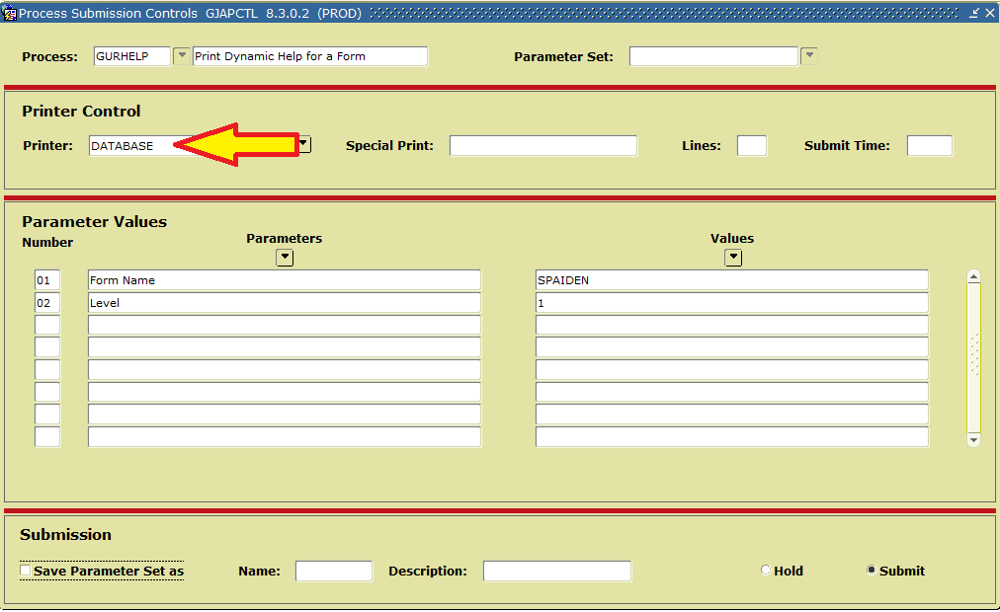 Process Submission Controls GJAPCTL 8.3.0.2 (PROD)
Process: GURHELP Print Dynamic Help for a Form Parameter Set:
Printer Control
Printer: DATABASE Special Print: Lines: Submit Time:
Parameter Values
Number Parameters Values
01 Form Name SPAIDEN
02 Level 1
Submission
Save Parameter Set as Name: Description: Hold Submit